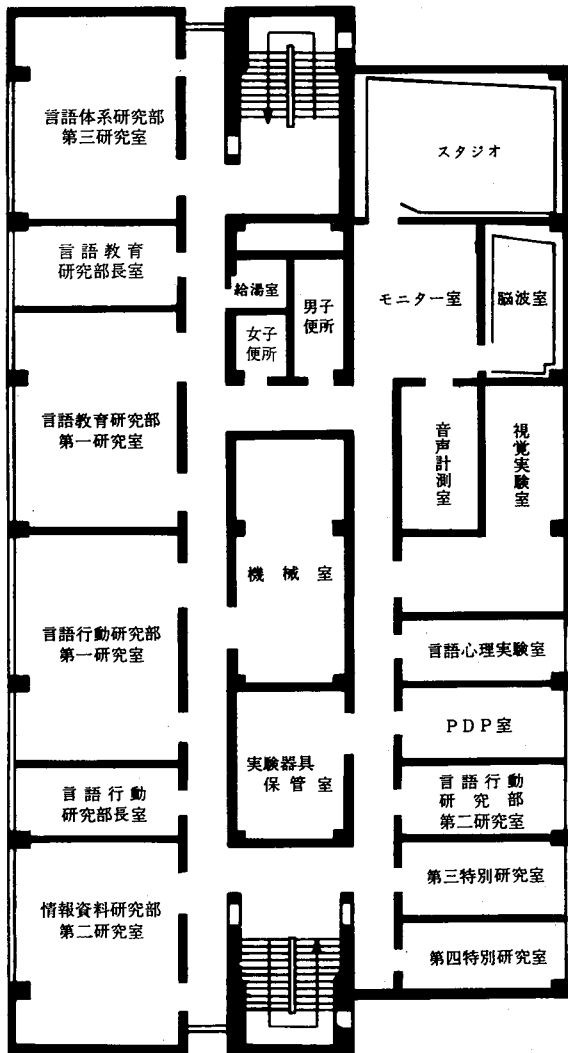 言語体系研究部
第三研究室
スタジオ
言語教育
研究部長室
給湯室
男子
便所
女子
便所
モニター室
脳波室
言語教育研究部
第一研究室
音声計測室
視覚実験室
機械室
言語行動研究部
第一研究室
言語心理実験室
PDP室
実験器具
保管室
言語行動
研究部長室
言語行動
研究部
第二研究室
第三特別研究室
情報資料研究部
第二研究室
第四特別研究室